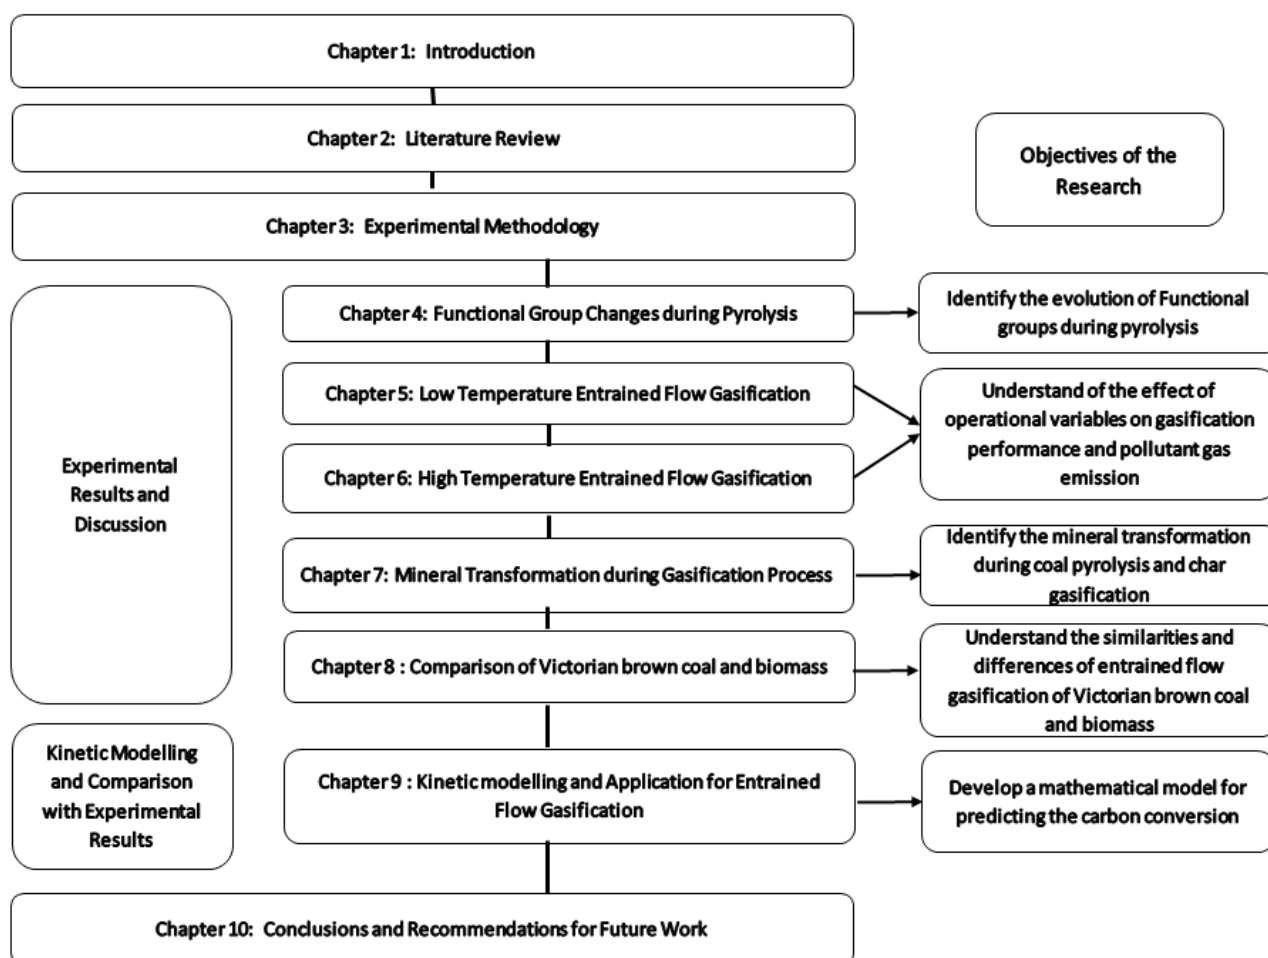 Chapter 1: Introduction
Chapter 2: Literature Review
Objectives of the
Research
Chapter 3: Experimental Methodology
Experimental
Results and
Discussion
Chapter 4: Functional Group Changes during Pyrolysis
Identify the evolution of Functional
groups during pyrolysis
Chapter 5: Low Temperature Entrained Flow Gasification
Chapter 6: High Temperature Entrained Flow Gasification
Understand of the effect of
operational variables on gasification
performance and pollutant gas
emission
Chapter 7: Mineral Transformation during Gasification Process
Identify the mineral transformation
during coal pyrolysis and char
gasification
Chapter 8 : Comparison of Victorian brown coal and biomass
Understand the similarities and
differences of entrained flow
gasification of Victorian brown coal
and biomass
Kinetic Modelling
and Comparison
with Experimental
Results
Chapter 9 : Kinetic modelling and Application for Entrained
Flow Gasification
Develop a mathematical model for
predicting the carbon conversion
Chapter 10: Conclusions and Recommendations for Future Work